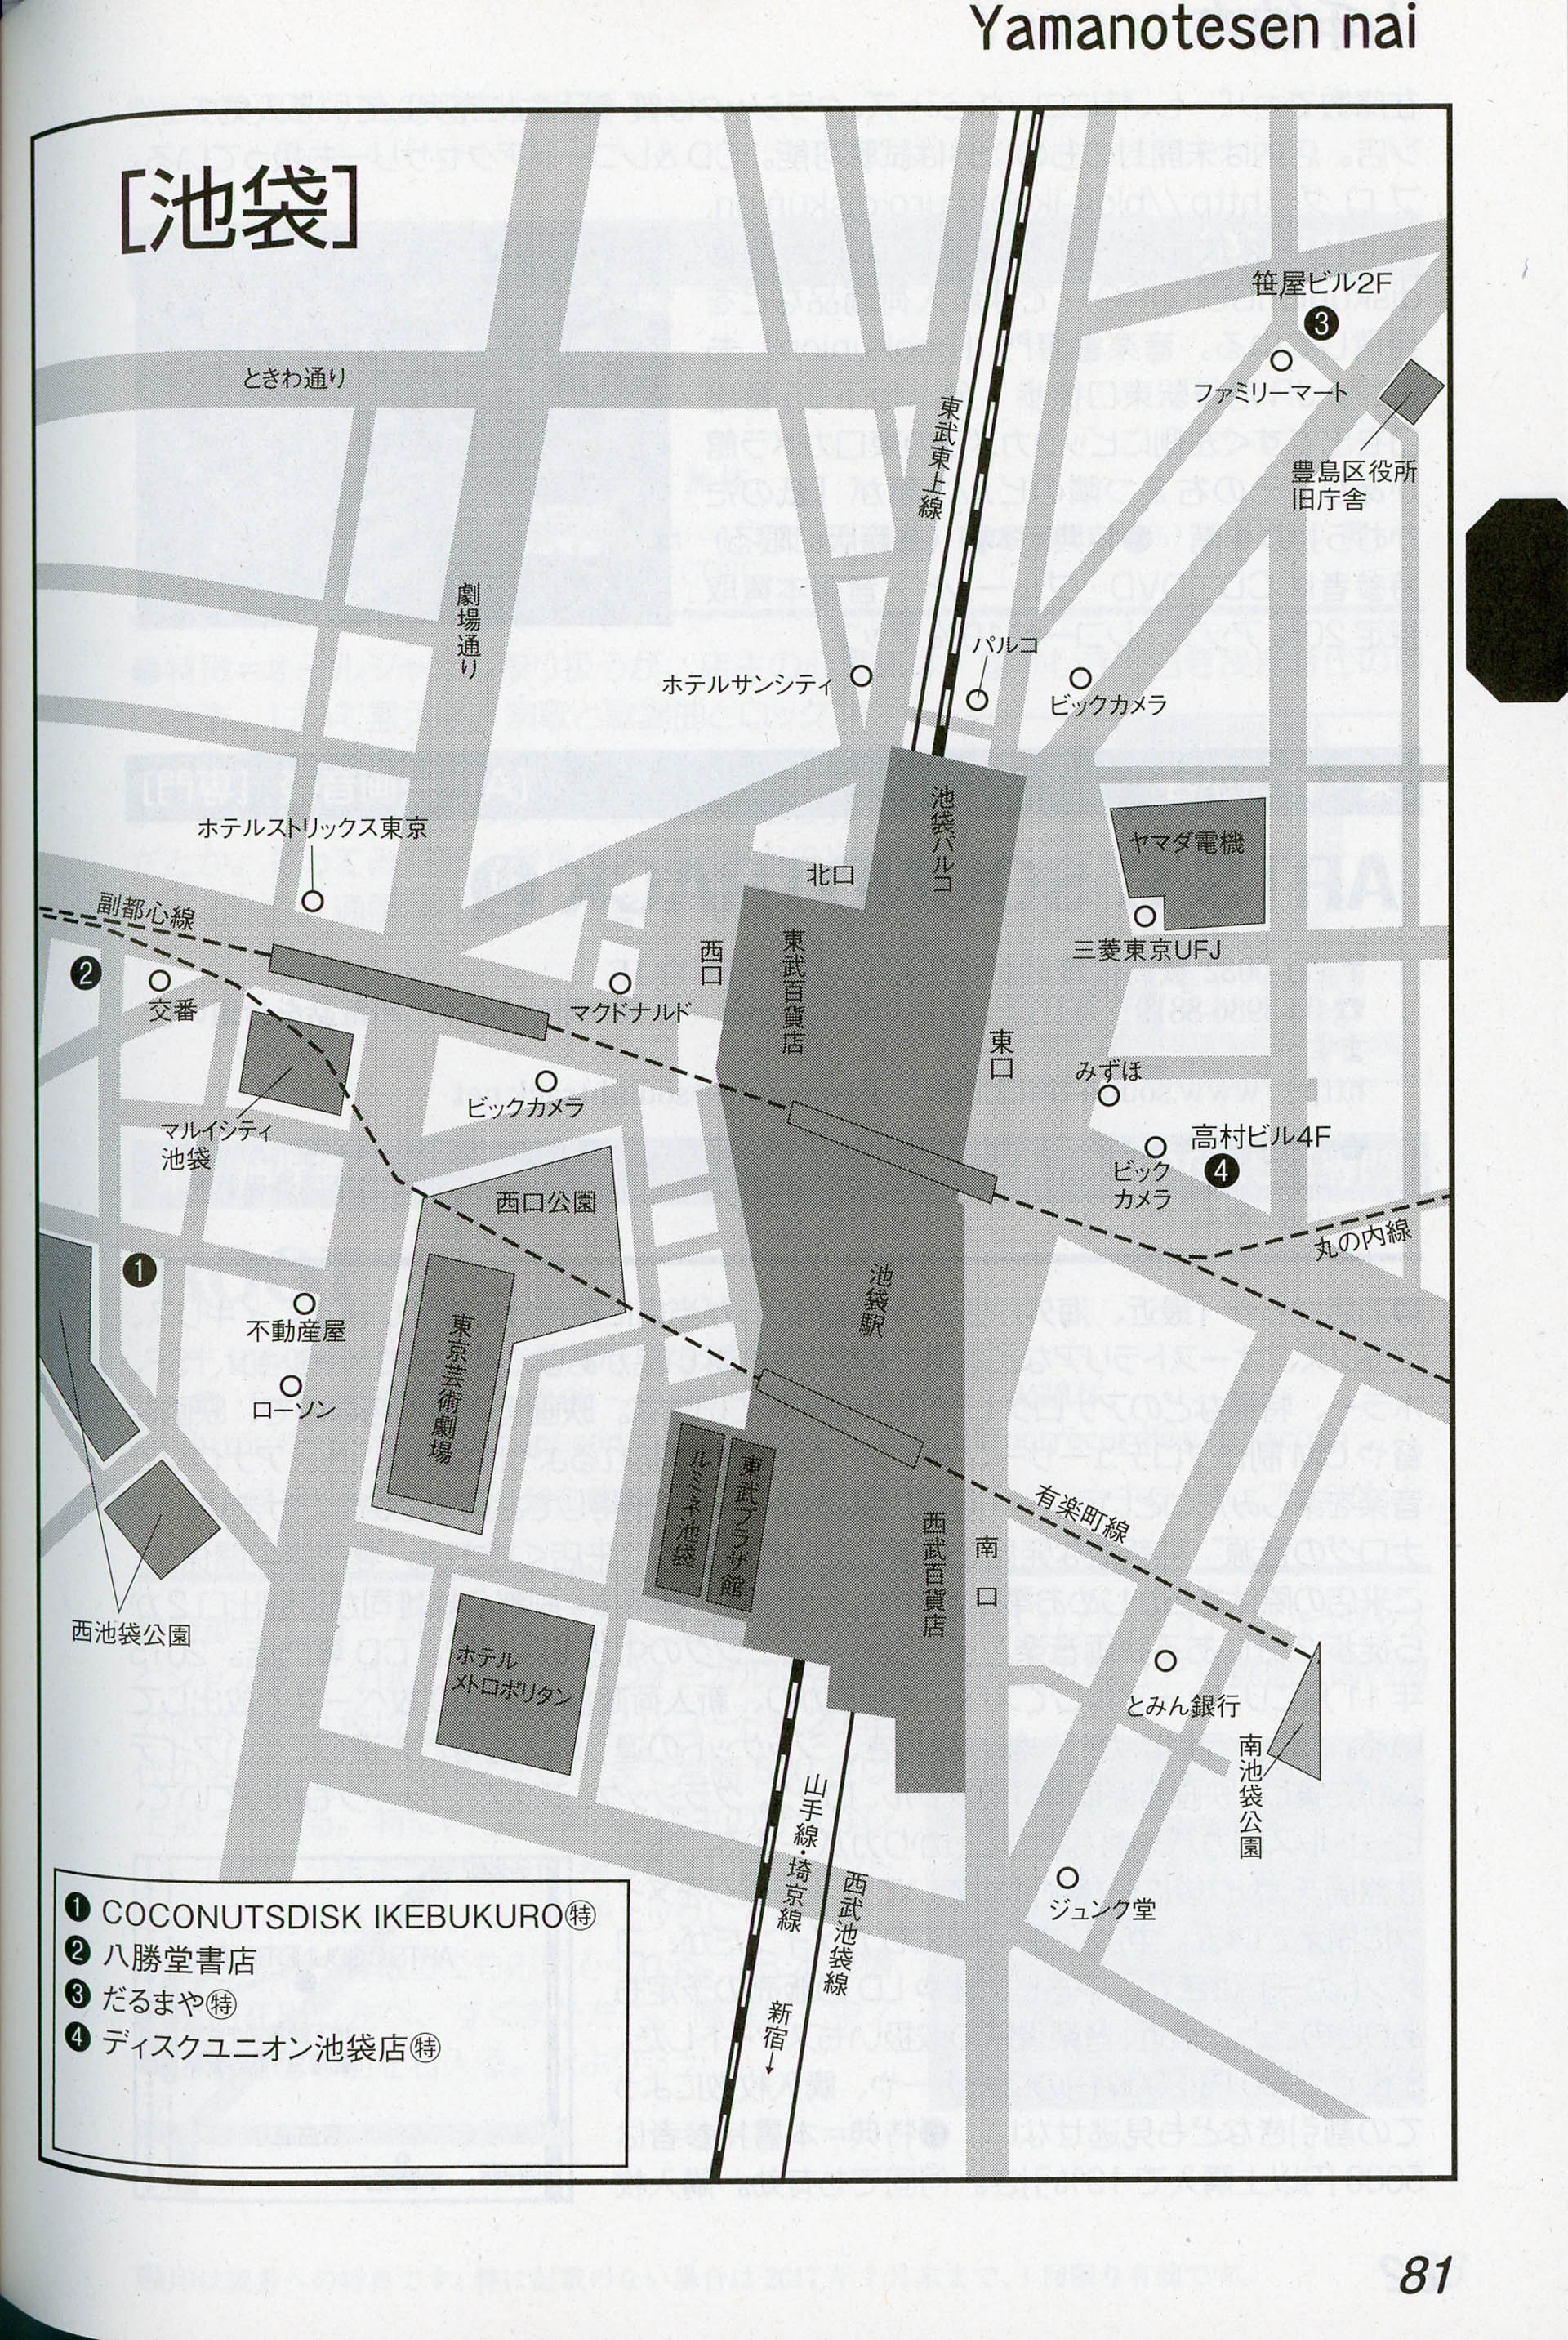 Yamanotesen nai
[池袋]
笹屋ビル2F
3
ファミリーマート
豊島区役所
旧庁舎
ときわ通り
東武東上線
劇場通り
パルコ
ホテルサンシティ
ビックカメラ
池袋パルコ
ヤマダ電機
ホテルストリックス東京
北口
副都心線
西口
東武百貨店
三菱東京UFJ
2
交番
マクドナルド
東口
みずほ
ビックカメラ
マルイシティ
池袋
高村ビル4F
4
ビック
カメラ
西口公園
丸の内線
1
池袋駅
不動産屋
東京芸術劇場
ローソン
ルミネ池袋
東武プラザ館
有楽町線
西武百貨店
南口
西池袋公園
ホテル
メトロポリタン
とみん銀行
南池袋公園
山手線・埼京線
西武池袋線
ジュンク堂
新宿→
1 COCONUTSDISK IKEBUKURO㊕
2 八勝堂書店
3 だるまや㊕
4 ディスクユニオン池袋店㊕
81